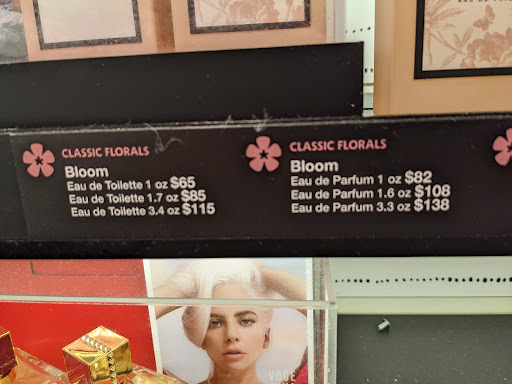 CLASSIC FLORALS
Bloom
Eau de Toilette 1 oz $65
Eau de Toilette 1.7 oz $85
Eau de Toilette 3.4 oz $115
CLASSIC FLORALS
Bloom
Eau de Parfum 1 oz $82
Eau de Parfum 1.6 oz $108
Eau de Parfum 3.3 oz $138